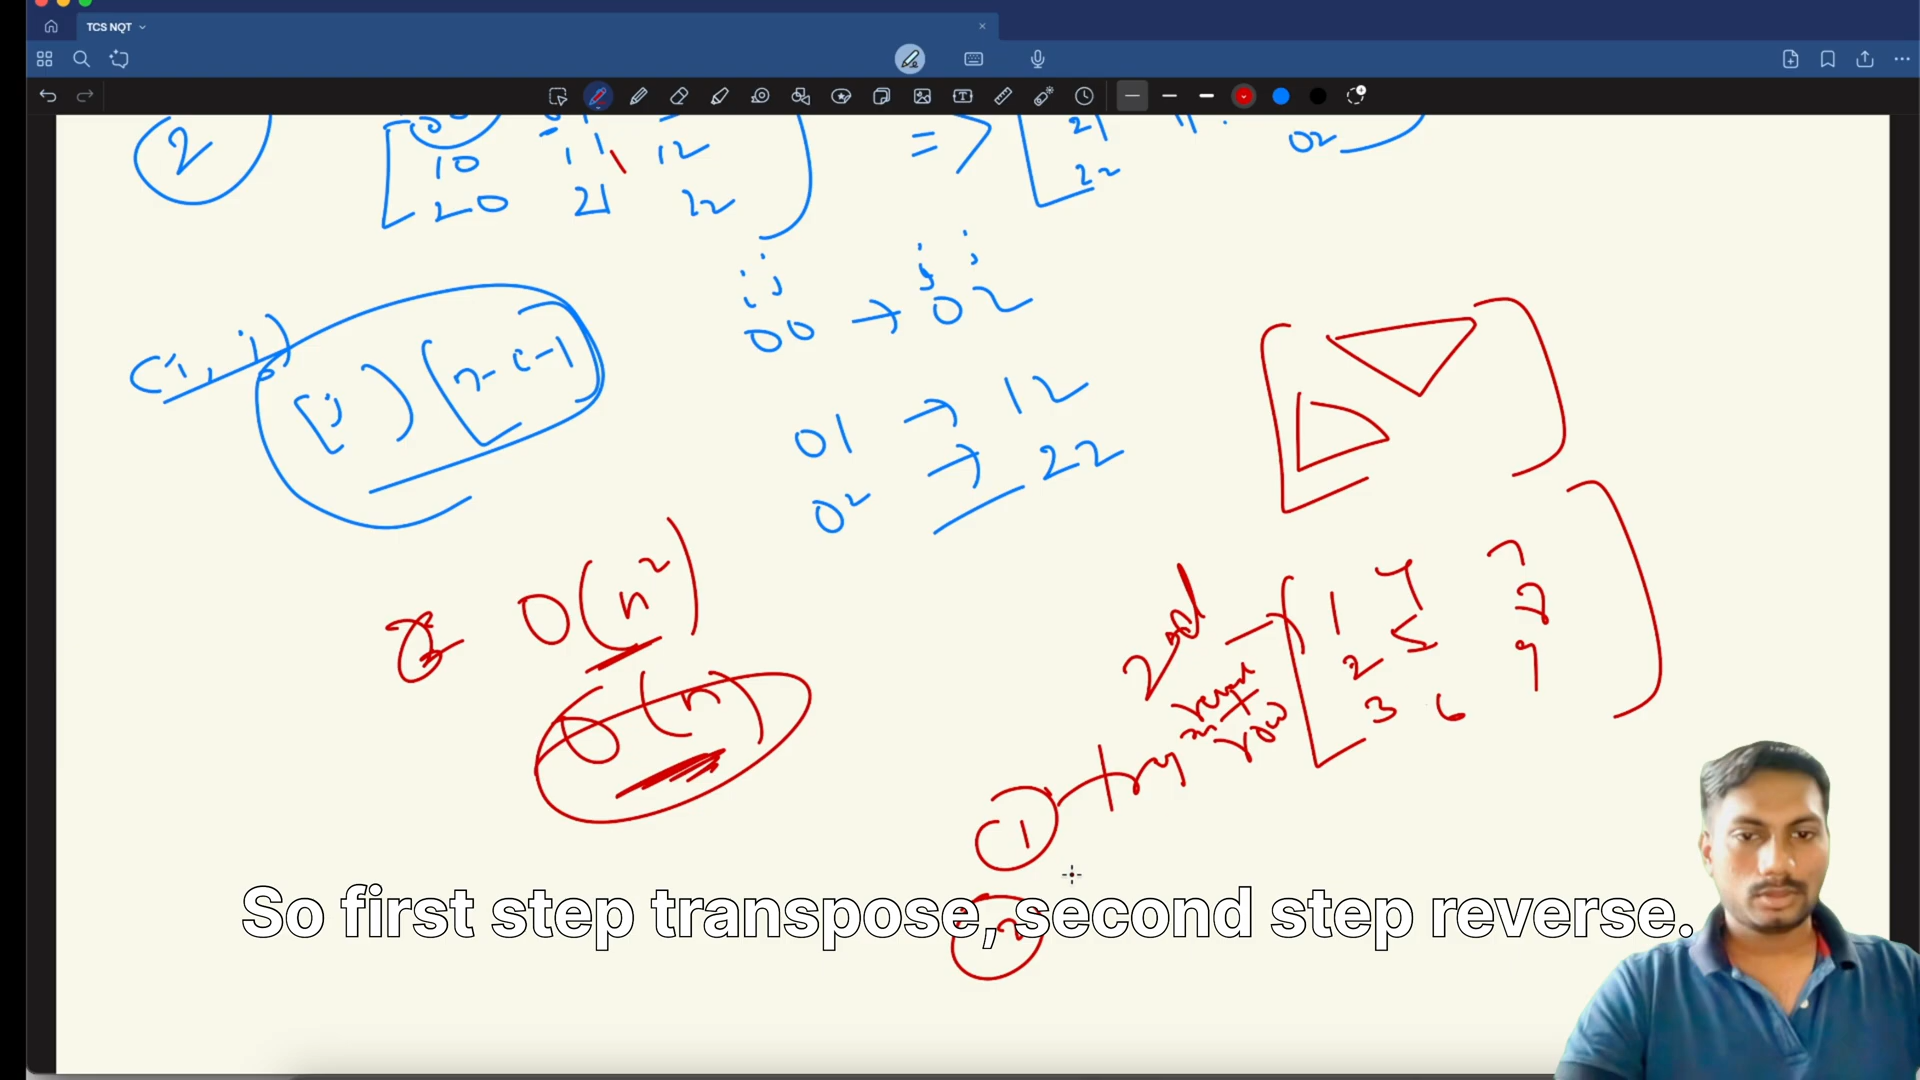 TCS NQT
2
10 11 12
20 21 22
=>
21
22
02
(i, j)
[j] [n-i-1]
i j
00 → 02
01 → 12
02 → 22
O(n²)
O(n)
2nd
reverse
row
1 4 7
2 5 8
3 6 9
1
2
So first step transpose, second step reverse.